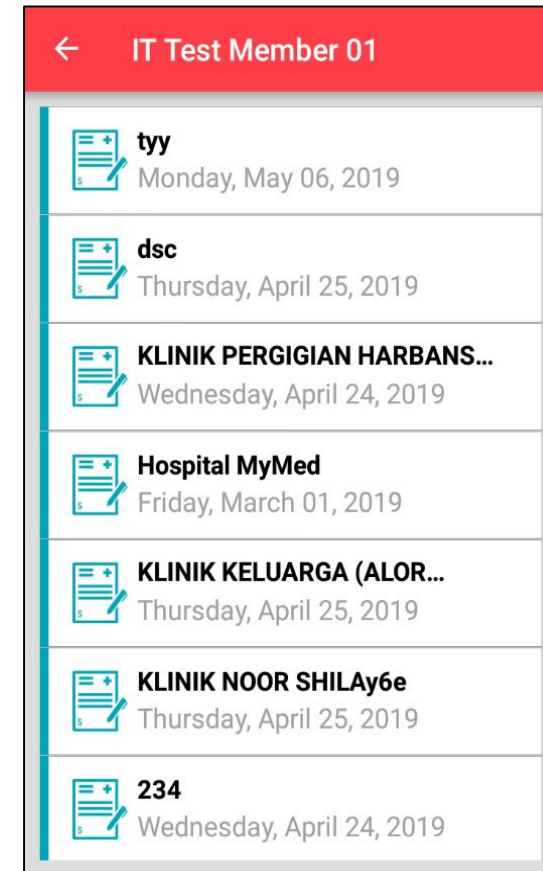 IT Test Member 01
tyy
Monday, May 06, 2019
dsc
Thursday, April 25, 2019
KLINIK PERGIGIAN HARBANS...
Wednesday, April 24, 2019
Hospital MyMed
Friday, March 01, 2019
KLINIK KELUARGA (ALOR...
Thursday, April 25, 2019
KLINIK NOOR SHILAy6e
Thursday, April 25, 2019
234
Wednesday, April 24, 2019